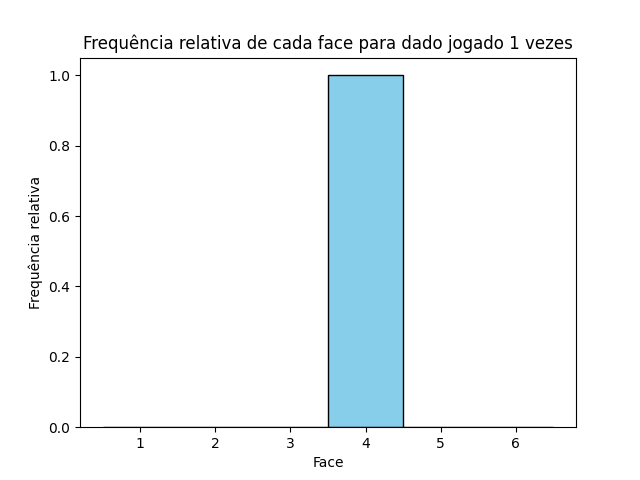 Frequência relativa de cada face para dado jogado 1 vezes
1.0
0.8
0.6
0.4
0.2
0.0
Frequência relativa
1 2 3 4 5 6
Face